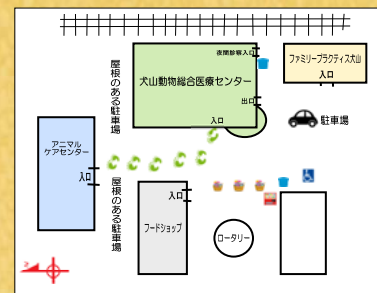 夜間診察入口
ファミリープラクティス犬山
入口
犬山動物総合医療センター
屋根のある駐車場
出口
駐車場
入口
アニマル
ケアセンター
入口
屋根のある駐車場
入口
フードショップ
ロータリー
N